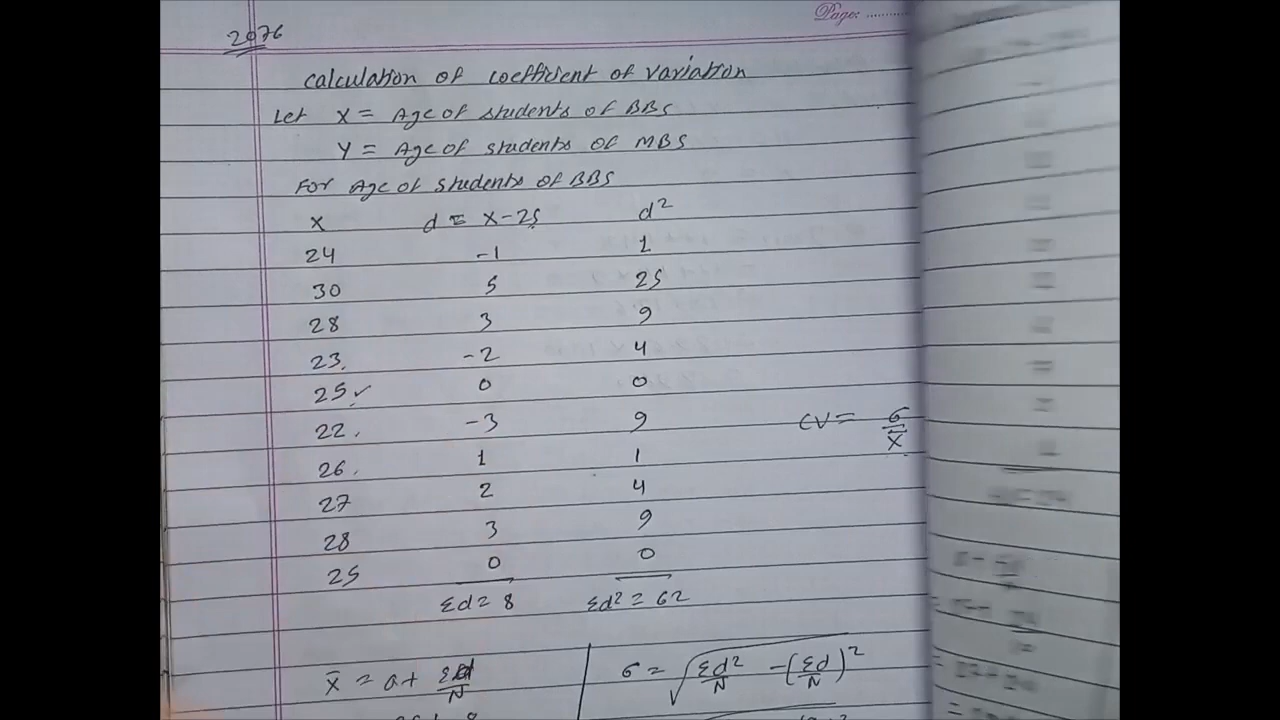 Page: ..........
2076
calculation of coefficient of variation
Let X = Age of students of BBS
Y = Age of students of MBS
For Age of students of BBS
X d = X-25 d²
24 -1 1
30 5 25
28 3 9
23. -2 4
25✓ 0 0
22. -3 9
CV = σ/X̄
26. 1 1
27 2 4
28 3 9
25 0 0
Σd = 8 Σd² = 62
X̄ = a + Σd/N
σ = √(Σd²/N - (Σd/N)²)